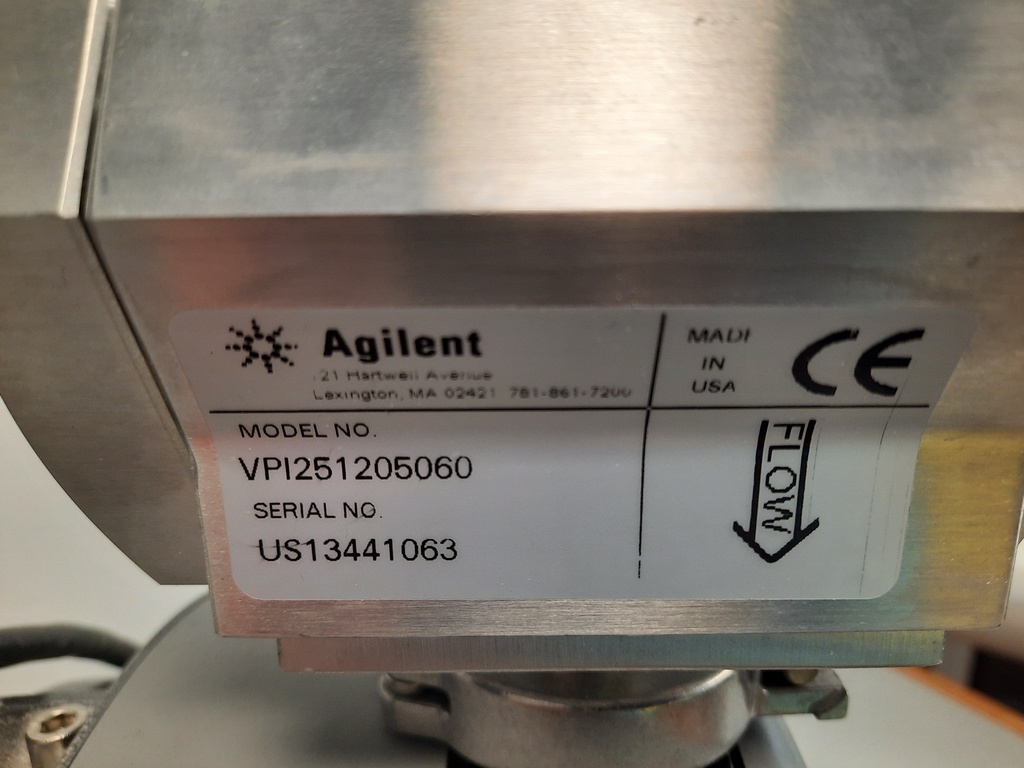 Agilent
121 Hartwell Avenue
Lexington, MA 02421 781-861-7200
MADE
IN
USA
CE
MODEL NO.
VPI251205060
SERIAL NO.
US13441063
FLOW